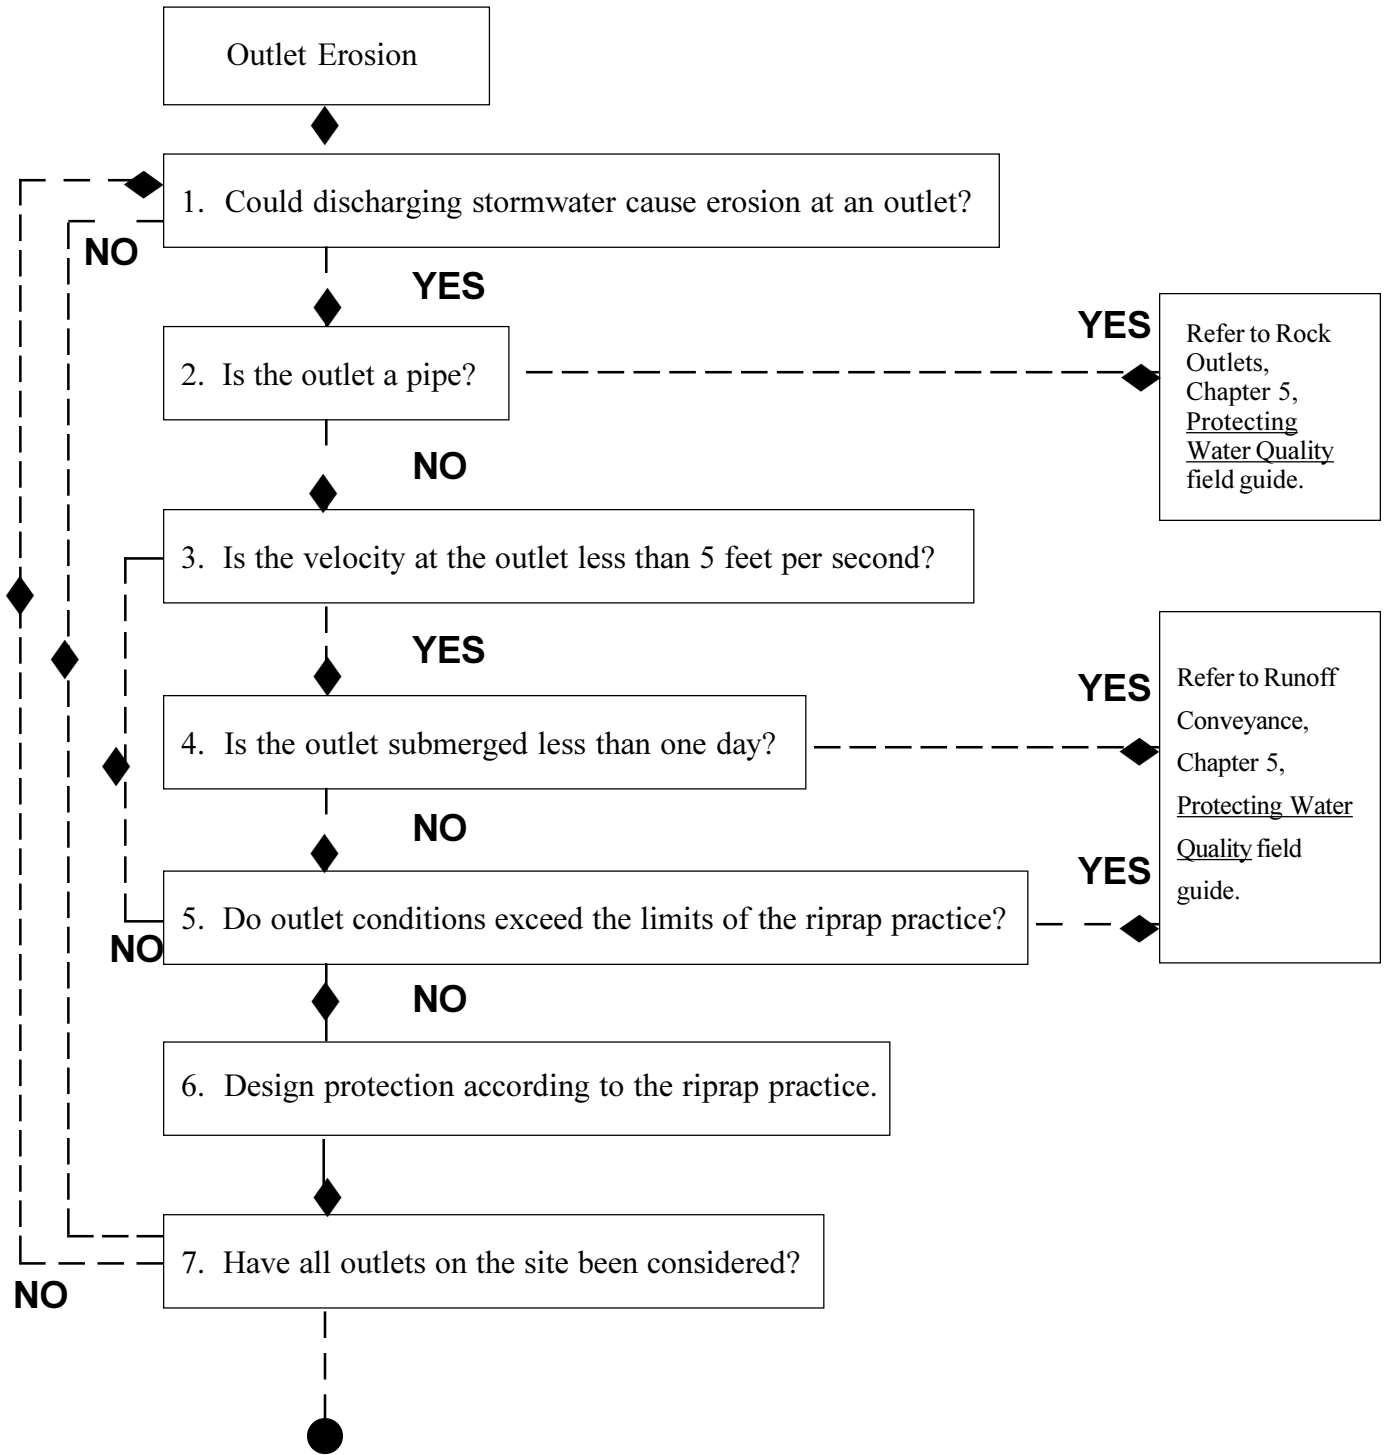 Outlet Erosion
1. Could discharging stormwater cause erosion at an outlet?
NO
YES
2. Is the outlet a pipe?
YES
Refer to Rock
Outlets,
Chapter 5,
Protecting
Water Quality
field guide.
NO
3. Is the velocity at the outlet less than 5 feet per second?
YES
4. Is the outlet submerged less than one day?
YES
Refer to Runoff
Conveyance,
Chapter 5,
Protecting Water
Quality field
guide.
NO
YES
5. Do outlet conditions exceed the limits of the riprap practice?
NO
NO
6. Design protection according to the riprap practice.
7. Have all outlets on the site been considered?
NO